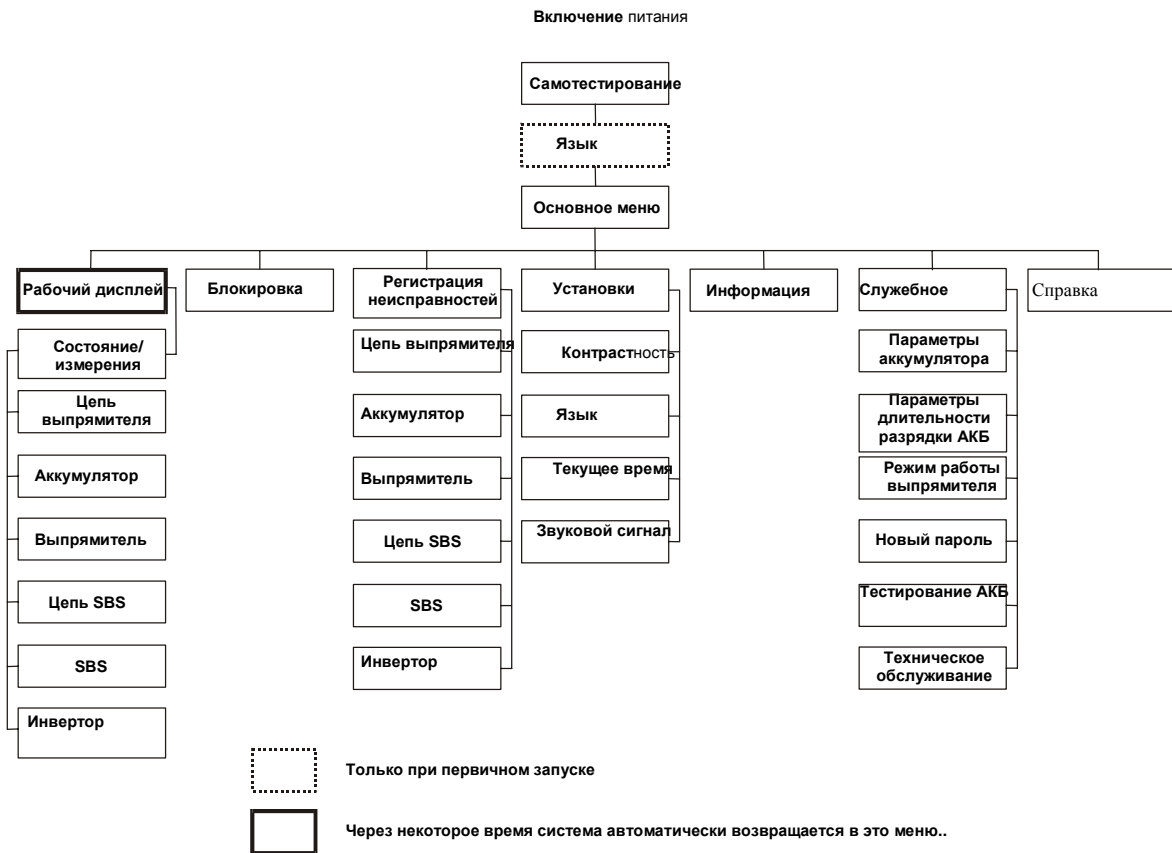 Включение питания
Самотестирование
Язык
Основное меню
Рабочий дисплей
Блокировка
Регистрация
неисправностей
Установки
Информация
Служебное
Справка
Состояние/
измерения
Цепь
выпрямителя
Аккумулятор
Выпрямитель
Цепь SBS
SBS
Инвертор
Цепь выпрямителя
Аккумулятор
Выпрямитель
Цепь SBS
SBS
Инвертор
Контрастность
Язык
Текущее время
Звуковой сигнал
Параметры
аккумулятора
Параметры
длительности
разрядки АКБ
Режим работы
выпрямителя
Новый пароль
Тестирование АКБ
Техническое
обслуживание
Только при первичном запуске
Через некоторое время система автоматически возвращается в это меню..